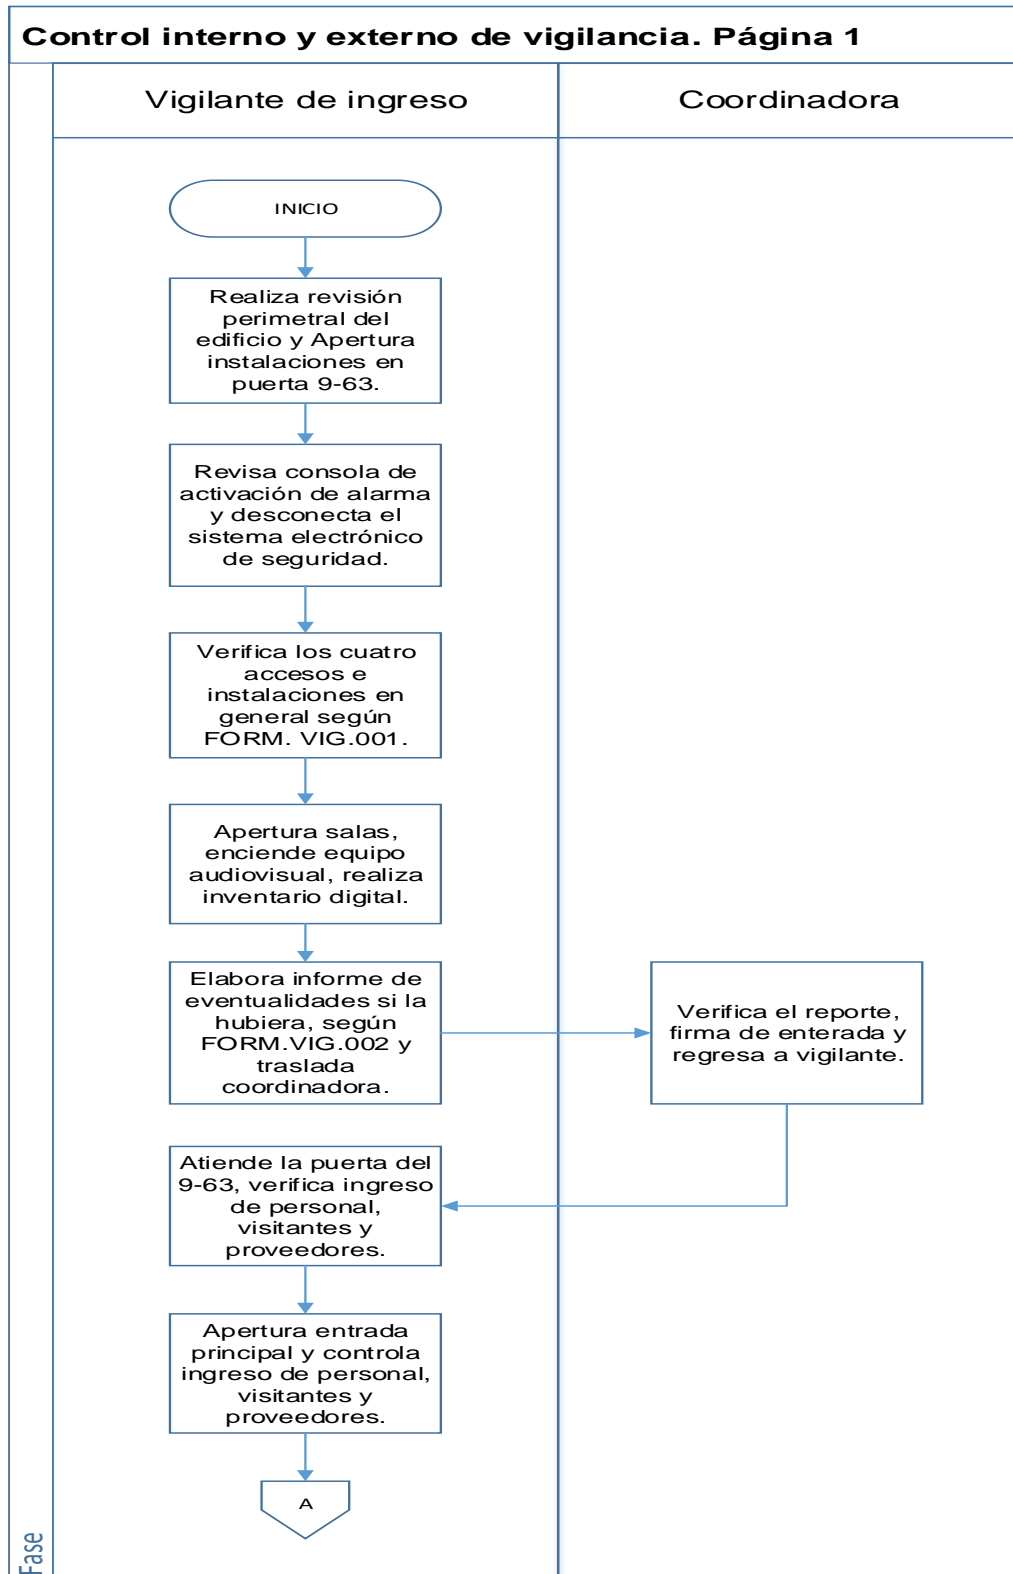 Control interno y externo de vigilancia. Página 1
Vigilante de ingreso
Coordinadora
INICIO
Realiza revisión
perimetral del
edificio y Apertura
instalaciones en
puerta 9-63.
Revisa consola de
activación de alarma
y desconecta el
sistema electrónico
de seguridad.
Verifica los cuatro
accesos e
instalaciones en
general según
FORM. VIG.001.
Apertura salas,
enciende equipo
audiovisual, realiza
inventario digital.
Elabora informe de
eventualidades si la
hubiera, según
FORM.VIG.002 y
traslada
coordinadora.
Verifica el reporte,
firma de enterada y
regresa a vigilante.
Atiende la puerta del
9-63, verifica ingreso
de personal,
visitantes y
proveedores.
Apertura entrada
principal y controla
ingreso de personal,
visitantes y
proveedores.
A
Fase